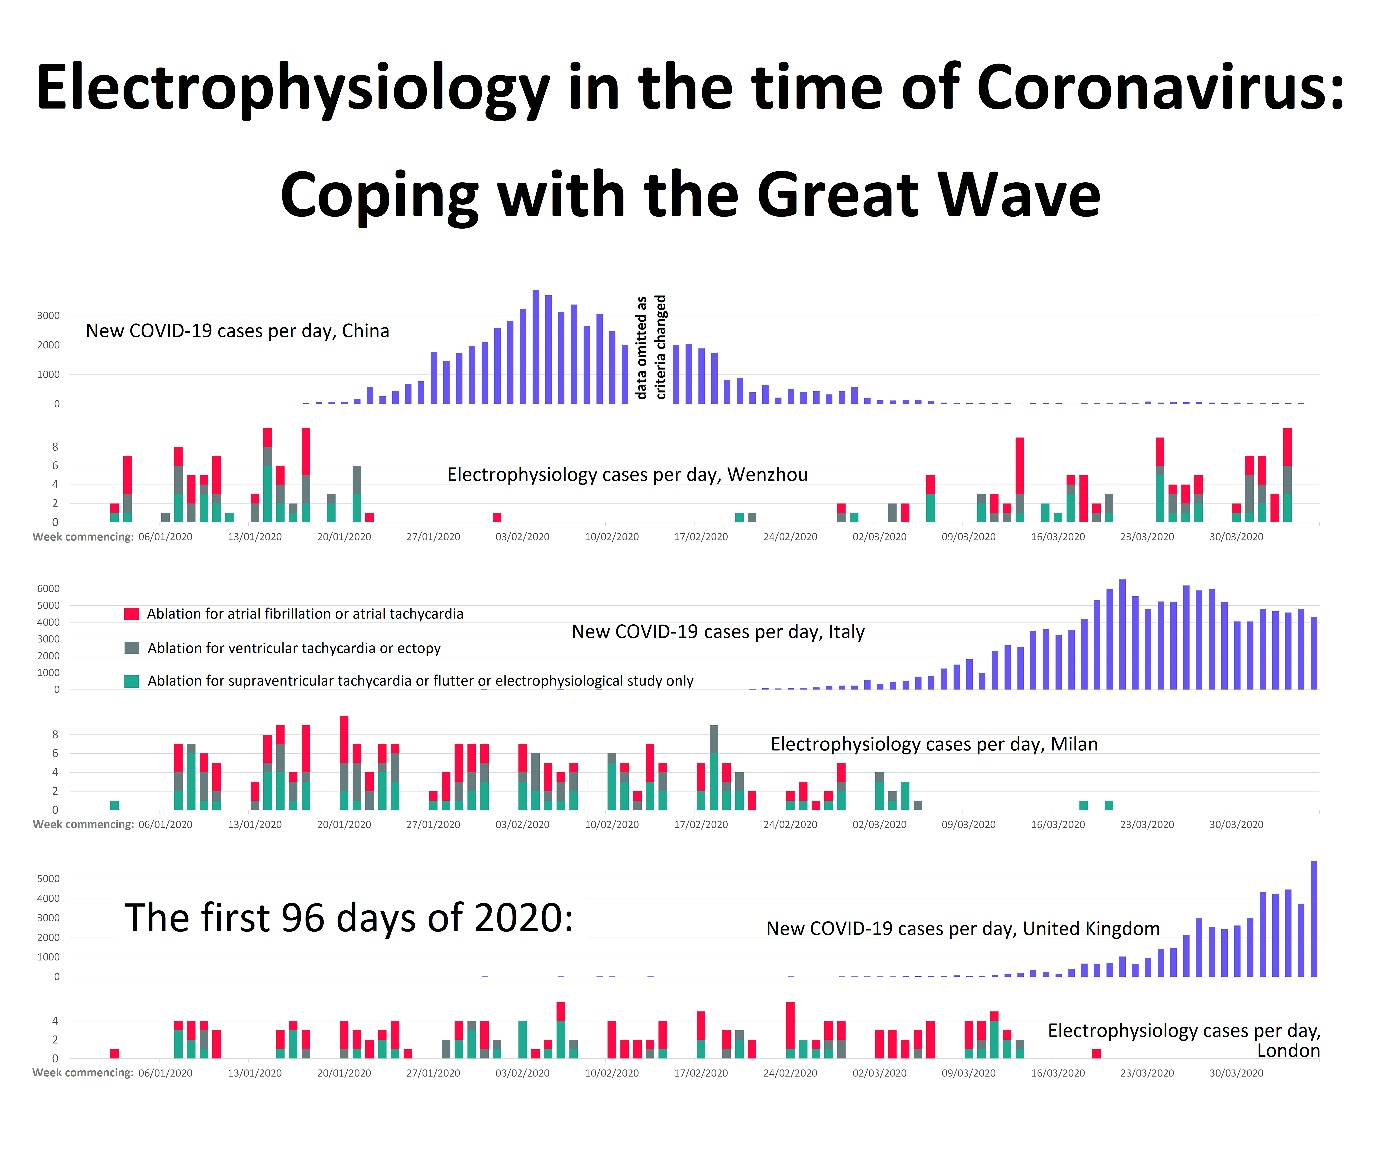 Electrophysiology in the time of Coronavirus:
Coping with the Great Wave
3000
2000
1000
0
New COVID-19 cases per day, China
data omitted as
criteria changed
8
6
4
2
0
Electrophysiology cases per day, Wenzhou
Week commencing: 06/01/2020 13/01/2020 20/01/2020 27/01/2020 03/02/2020 10/02/2020 17/02/2020 24/02/2020 02/03/2020 09/03/2020 16/03/2020 23/03/2020 30/03/2020
6000
5000
4000
3000
2000
1000
0
Ablation for atrial fibrillation or atrial tachycardia
New COVID-19 cases per day, Italy
Ablation for ventricular tachycardia or ectopy
Ablation for supraventricular tachycardia or flutter or electrophysiological study only
8
6
4
2
0
Electrophysiology cases per day, Milan
Week commencing: 06/01/2020 13/01/2020 20/01/2020 27/01/2020 03/02/2020 10/02/2020 17/02/2020 24/02/2020 02/03/2020 09/03/2020 16/03/2020 23/03/2020 30/03/2020
5000
4000
3000
2000
1000
0
The first 96 days of 2020:
New COVID-19 cases per day, United Kingdom
4
2
0
Electrophysiology cases per day,
London
Week commencing: 06/01/2020 13/01/2020 20/01/2020 27/01/2020 03/02/2020 10/02/2020 17/02/2020 24/02/2020 02/03/2020 09/03/2020 16/03/2020 23/03/2020 30/03/2020